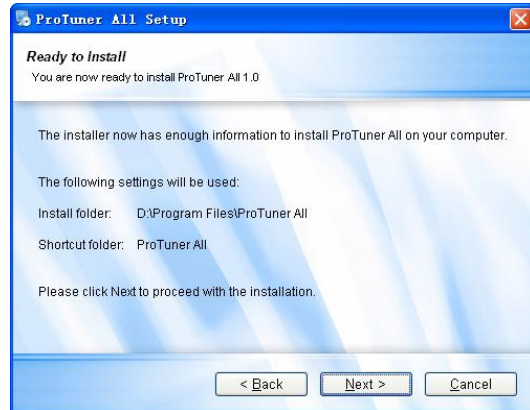 ProTuner All Setup
Ready to Install
You are now ready to install ProTuner All 1.0
The installer now has enough information to install ProTuner All on your computer.
The following settings will be used:
Install folder: D:\Program Files\ProTuner All
Shortcut folder: ProTuner All
Please click Next to proceed with the installation.
< Back Next > Cancel